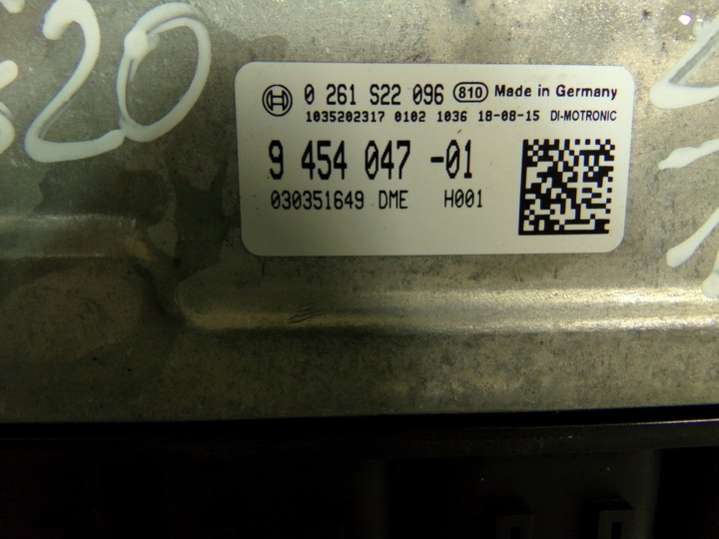 20
0 261 S22 096 810 Made in Germany
1035202317 0102 1036 18-08-15 DI-MOTRONIC
9 454 047 -01
030351649 DME H001